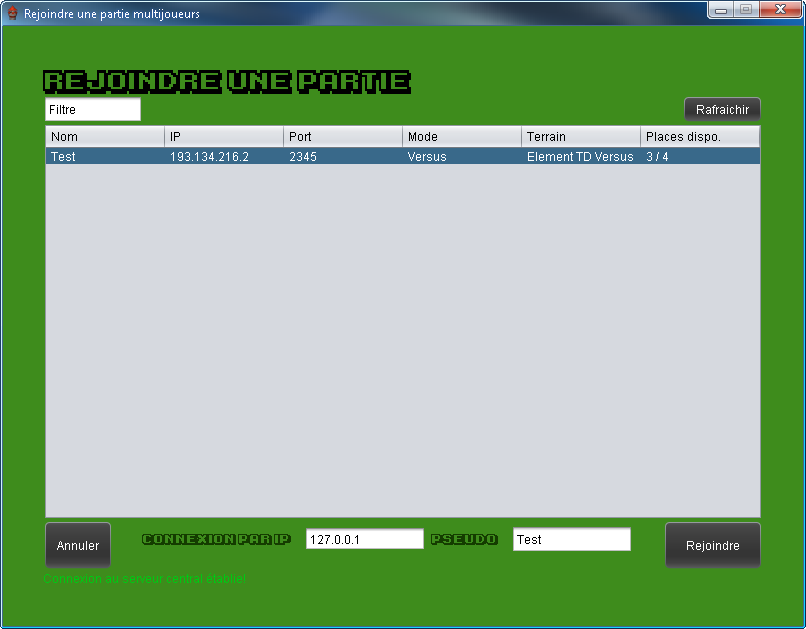 Rejoindre une partie multijoueurs
REJOINDRE UNE PARTIE
Filtre
Rafraichir
Nom IP Port Mode Terrain Places dispo.
Test 193.134.216.2 2345 Versus Element TD Versus 3 / 4
Annuler CONNEXION PAR IP 127.0.0.1 PSEUDO Test Rejoindre
Connexion au serveur central établie!